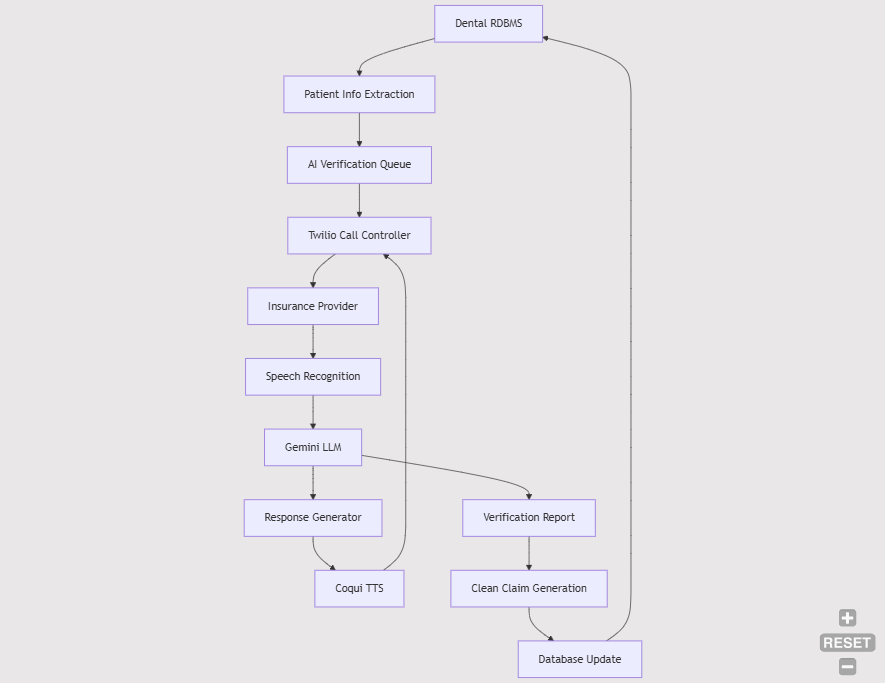 Dental RDBMS
Patient Info Extraction
AI Verification Queue
Twilio Call Controller
Insurance Provider
Speech Recognition
Gemini LLM
Response Generator
Verification Report
Coqui TTS
Clean Claim Generation
Database Update
RESET